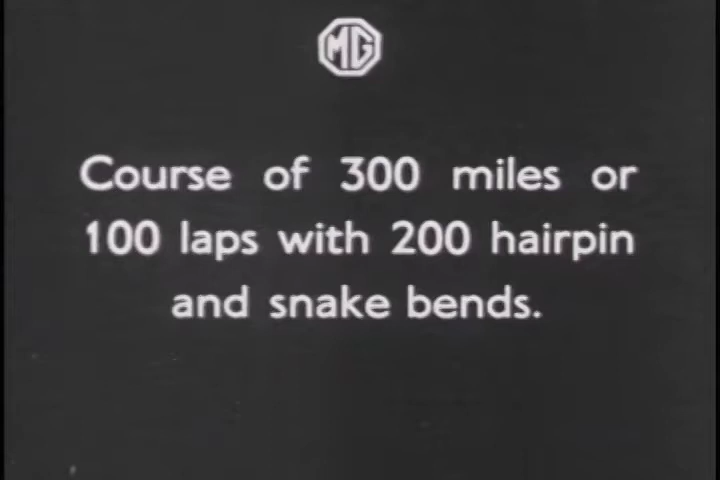 MG
Course of 300 miles or
100 laps with 200 hairpin
and snake bends.